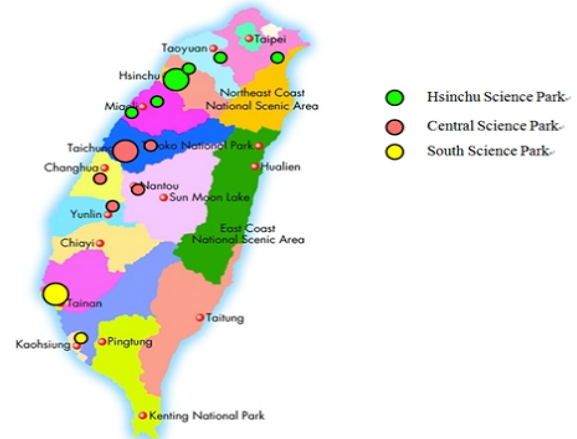 Taipei
Taoyuan
Hsinchu
Northeast Coast
National Scenic Area
Miaoli
Taichung
oko National Park
Changhua
Hualien
Nantou
Sun Moon Lake
Yunlin
East Coast
National Scenic Area
Chiayi
Tainan
Taitung
Kaohsiung
Pingtung
Kenting National Park
Hsinchu Science Park
Central Science Park
South Science Park